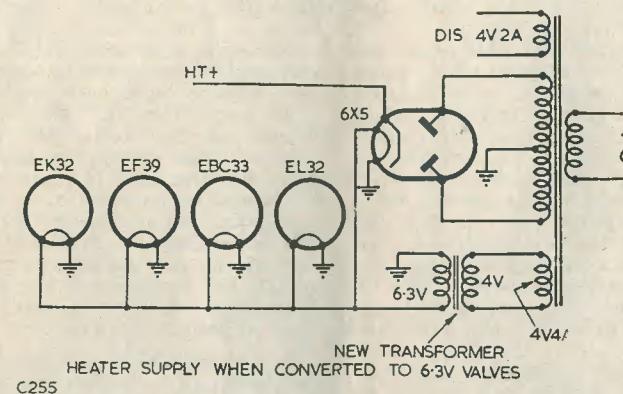 DIS 4V 2A
HT+
6X5
EK32 EF39 EBC33 EL32
6·3V 4V
4V4A
NEW TRANSFORMER
HEATER SUPPLY WHEN CONVERTED TO 6·3V VALVES
C255